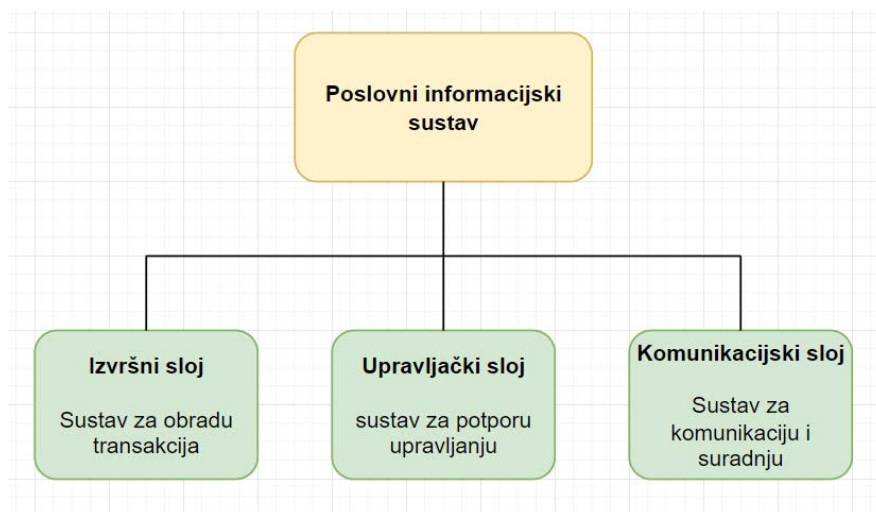 Poslovni informacijski
sustav
Izvršni sloj
Sustav za obradu
transakcija
Upravljački sloj
sustav za potporu
upravljanju
Komunikacijski sloj
Sustav za
komunikaciju i
suradnju